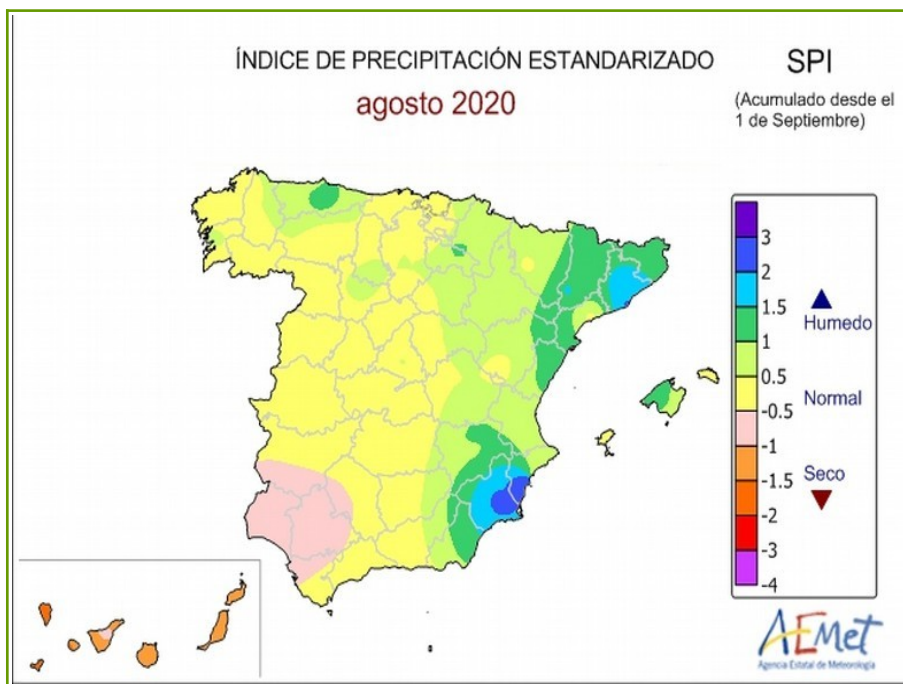 ÍNDICE DE PRECIPITACIÓN ESTANDARIZADO
agosto 2020
SPI
(Acumulado desde el
1 de Septiembre)
3
2
1.5
1
0.5
-0.5
-1
-1.5
-2
-3
-4
Humedo
Normal
Seco
AEMet
Agencia Estatal de Meteorología